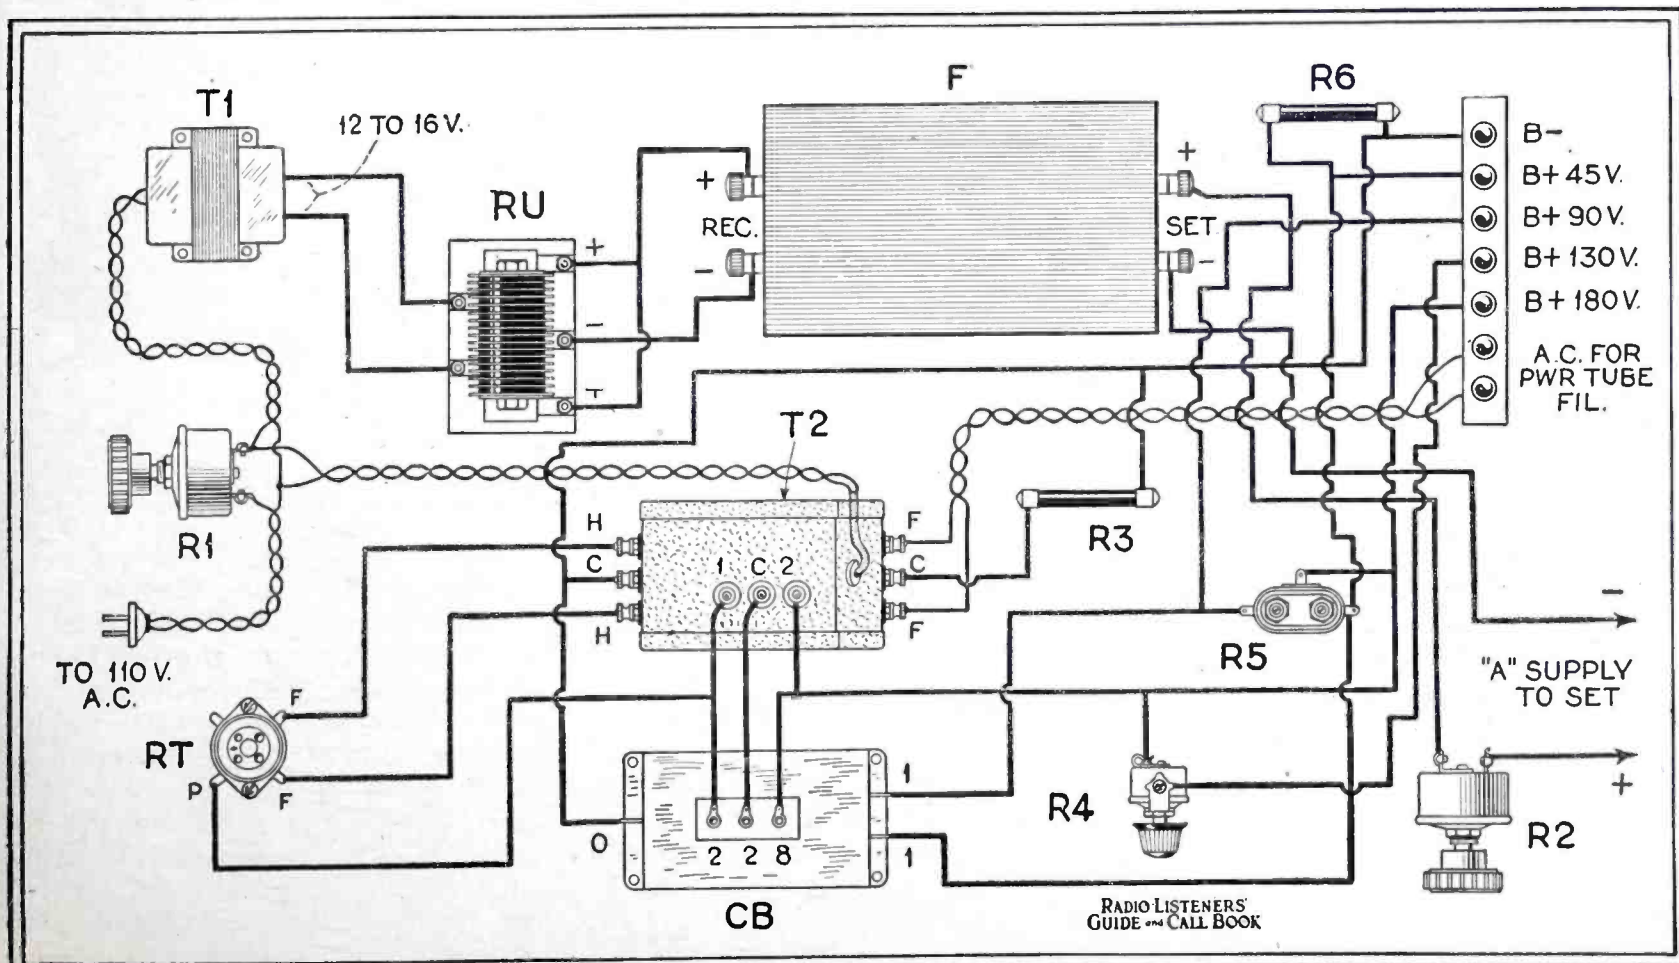 T1
12 TO 16 V.
RU
+
-
+
F
+
REC.
-
+
SET
-
R6
B-
B+ 45 V.
B+ 90 V.
B+ 130 V.
B+ 180 V.
A.C. FOR
PWR TUBE
FIL.
R1
TO 110 V.
A.C.
T2
H
C
H
1 C 2
F
C
F
R3
R5
-
"A" SUPPLY
TO SET
+
RT
F
P
F
O
2 2 8
1
1
CB
R4
R2
RADIO LISTENERS'
GUIDE and CALL BOOK